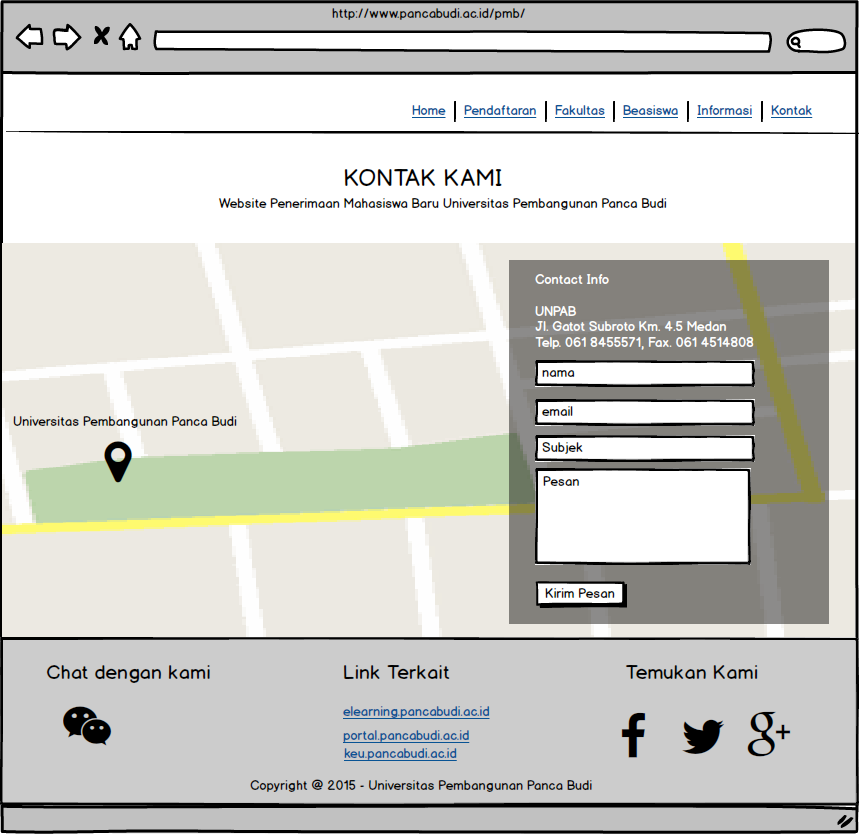 http://www.pancabudi.ac.id/pmb/
Home Pendaftaran Fakultas Beasiswa Informasi Kontak
KONTAK KAMI
Website Penerimaan Mahasiswa Baru Universitas Pembangunan Panca Budi
Universitas Pembangunan Panca Budi
Contact Info
UNPAB
Jl. Gatot Subroto Km. 4.5 Medan
Telp. 061 8455571, Fax. 061 4514808
nama
email
Subjek
Pesan
Kirim Pesan
Chat dengan kami
Link Terkait
elearning.pancabudi.ac.id
portal.pancabudi.ac.id
keu.pancabudi.ac.id
Temukan Kami
f
g+
Copyright @ 2015 - Universitas Pembangunan Panca Budi